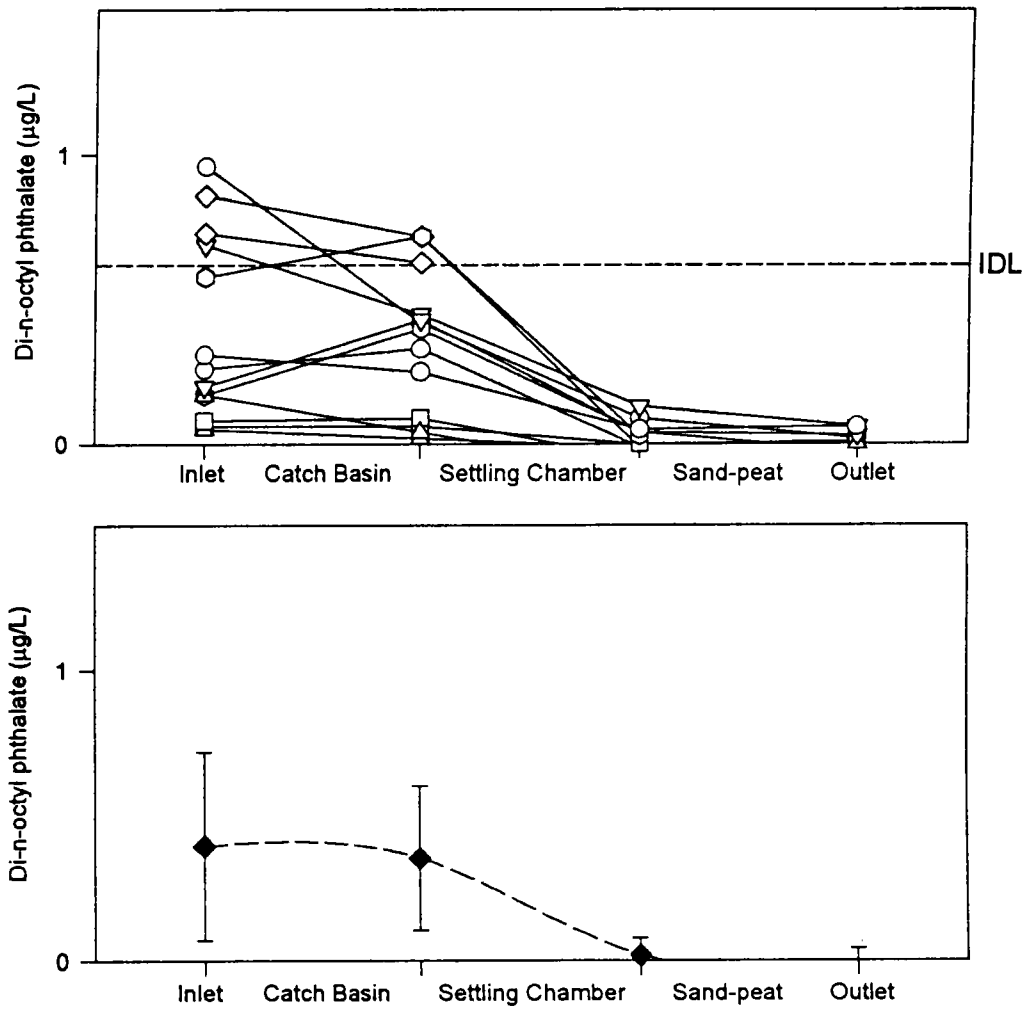 Di-n-octyl phthalate (µg/L)
1
0
IDL
Inlet Catch Basin Settling Chamber Sand-peat Outlet
Di-n-octyl phthalate (µg/L)
1
0
Inlet Catch Basin Settling Chamber Sand-peat Outlet